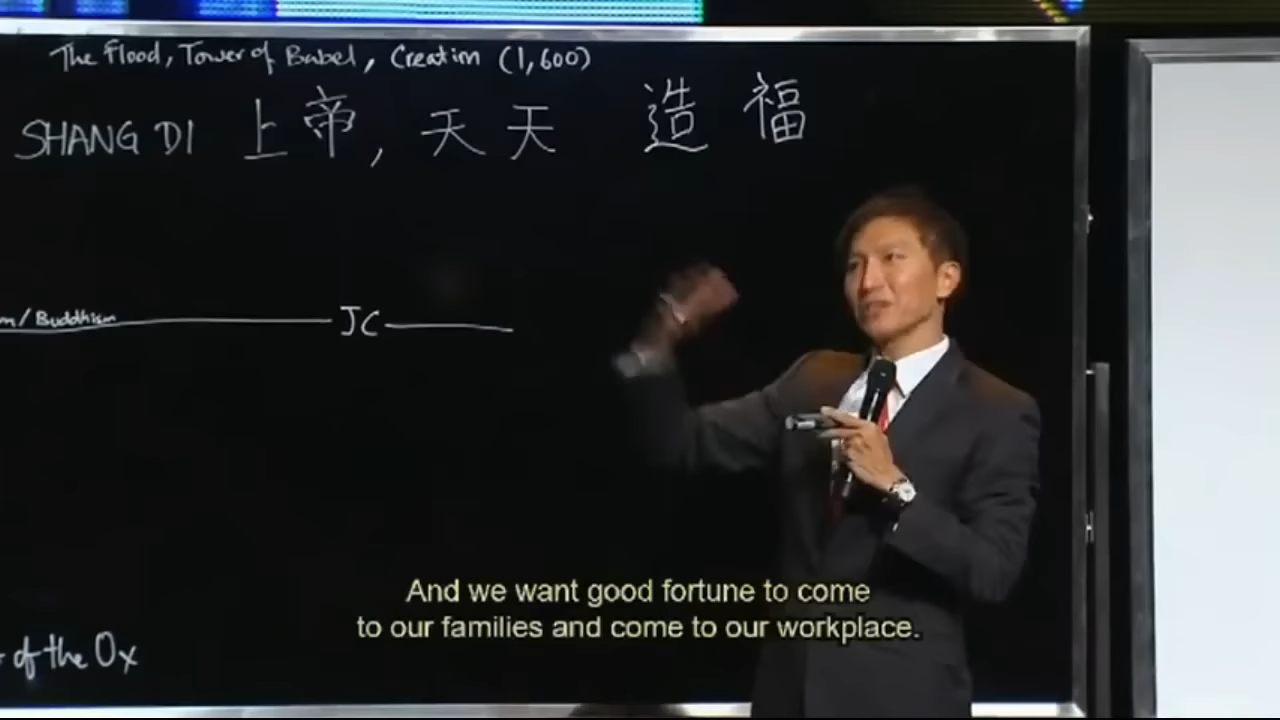 The Flood, Tower of Babel, Creation (1,600)
SHANG DI 上帝, 天天 造福
m/Buddhism
JC
of the Ox
And we want good fortune to come
to our families and come to our workplace.